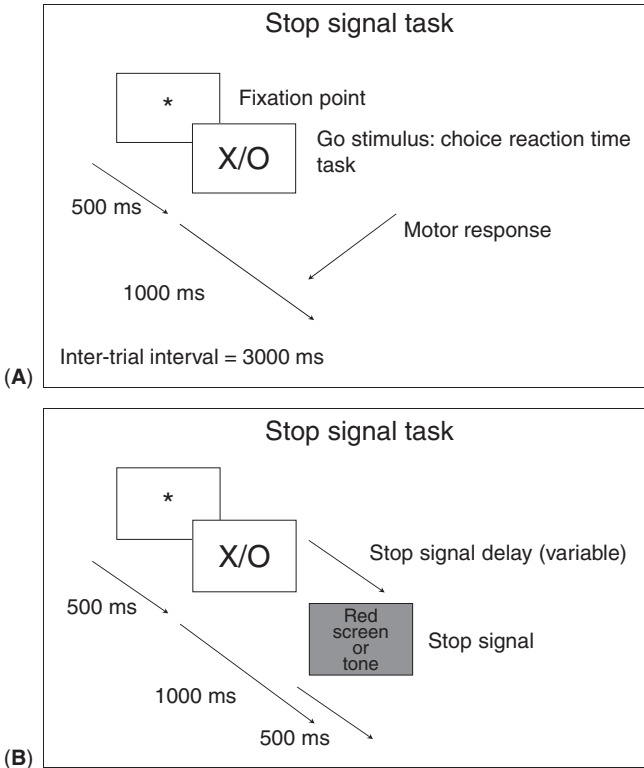 Stop signal task
*
Fixation point
X/O
Go stimulus: choice reaction time
task
500 ms
Motor response
1000 ms
Inter-trial interval = 3000 ms
(A)
Stop signal task
*
X/O
Stop signal delay (variable)
500 ms
Red
screen
or
tone
Stop signal
1000 ms
500 ms
(B)